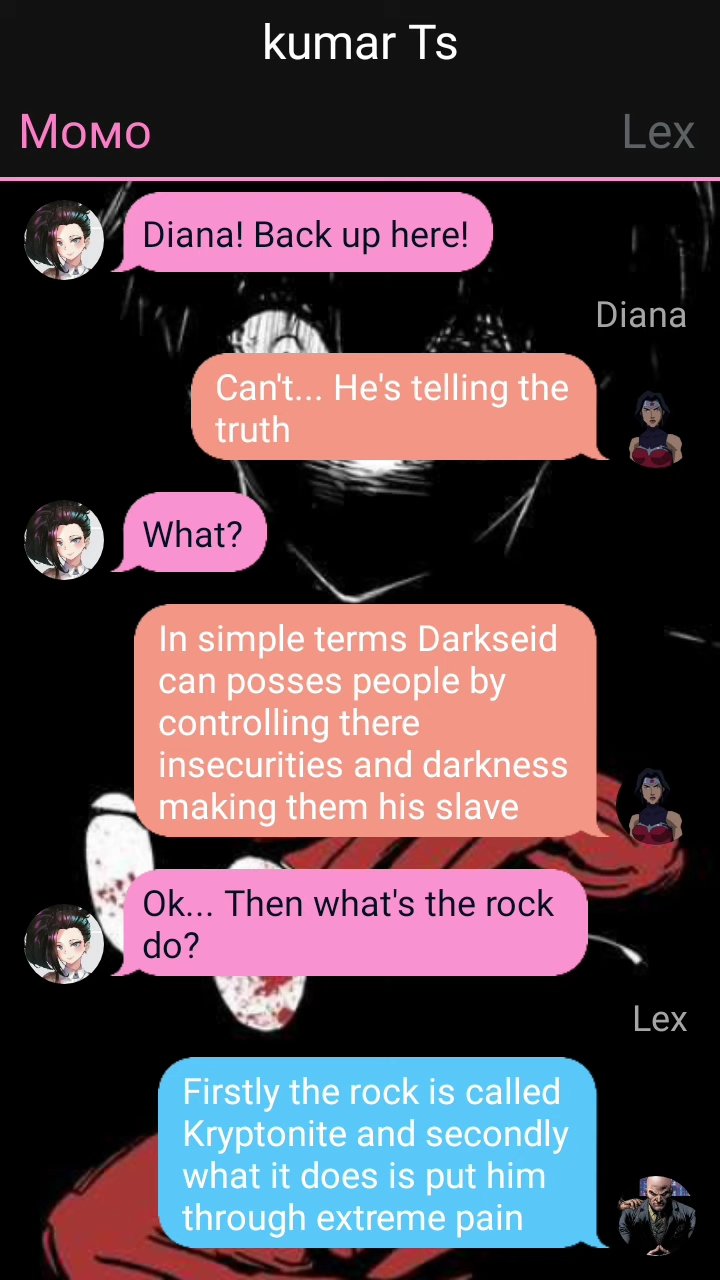 kumar Ts
Momo
Lex
Diana! Back up here!
Diana
Can't... He's telling the
truth
What?
In simple terms Darkseid
can posses people by
controlling there
insecurities and darkness
making them his slave
Ok... Then what's the rock
do?
Lex
Firstly the rock is called
Kryptonite and secondly
what it does is put him
through extreme pain